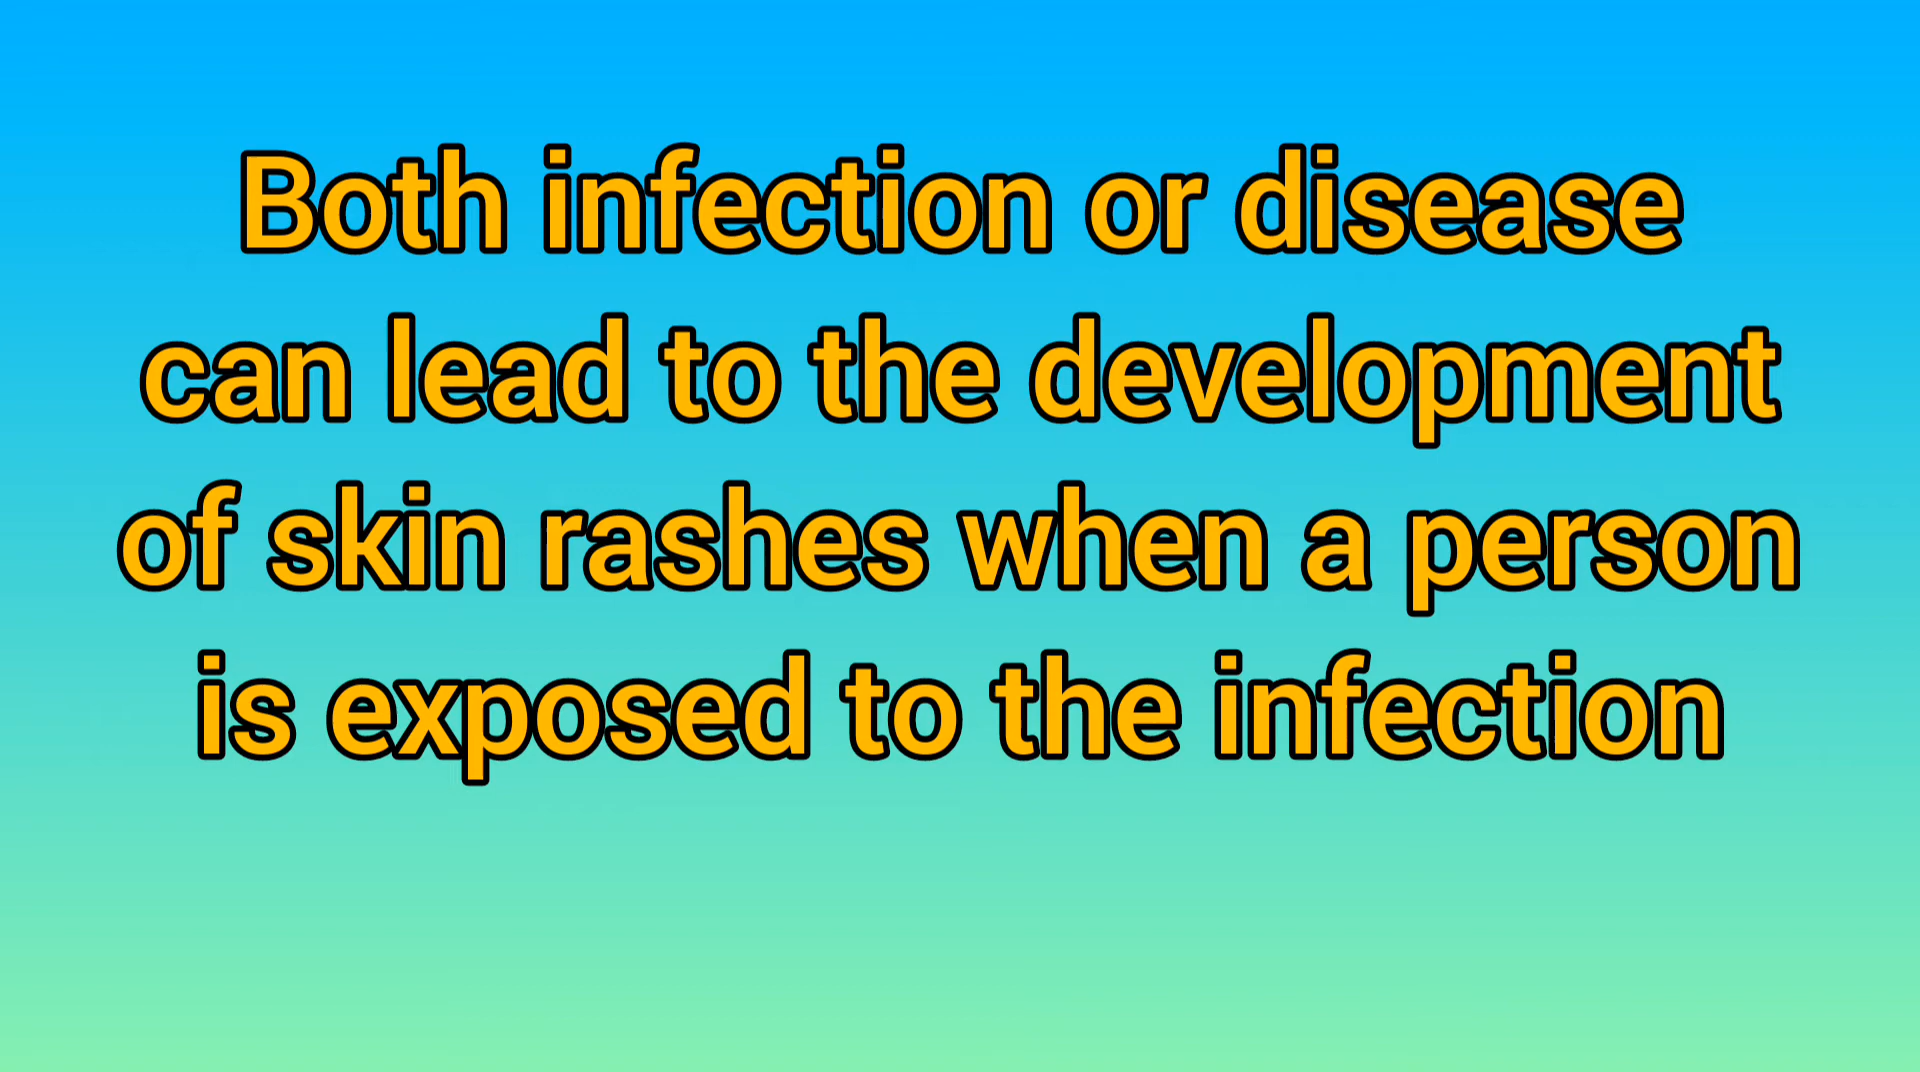 Both infection or disease
can lead to the development
of skin rashes when a person
is exposed to the infection